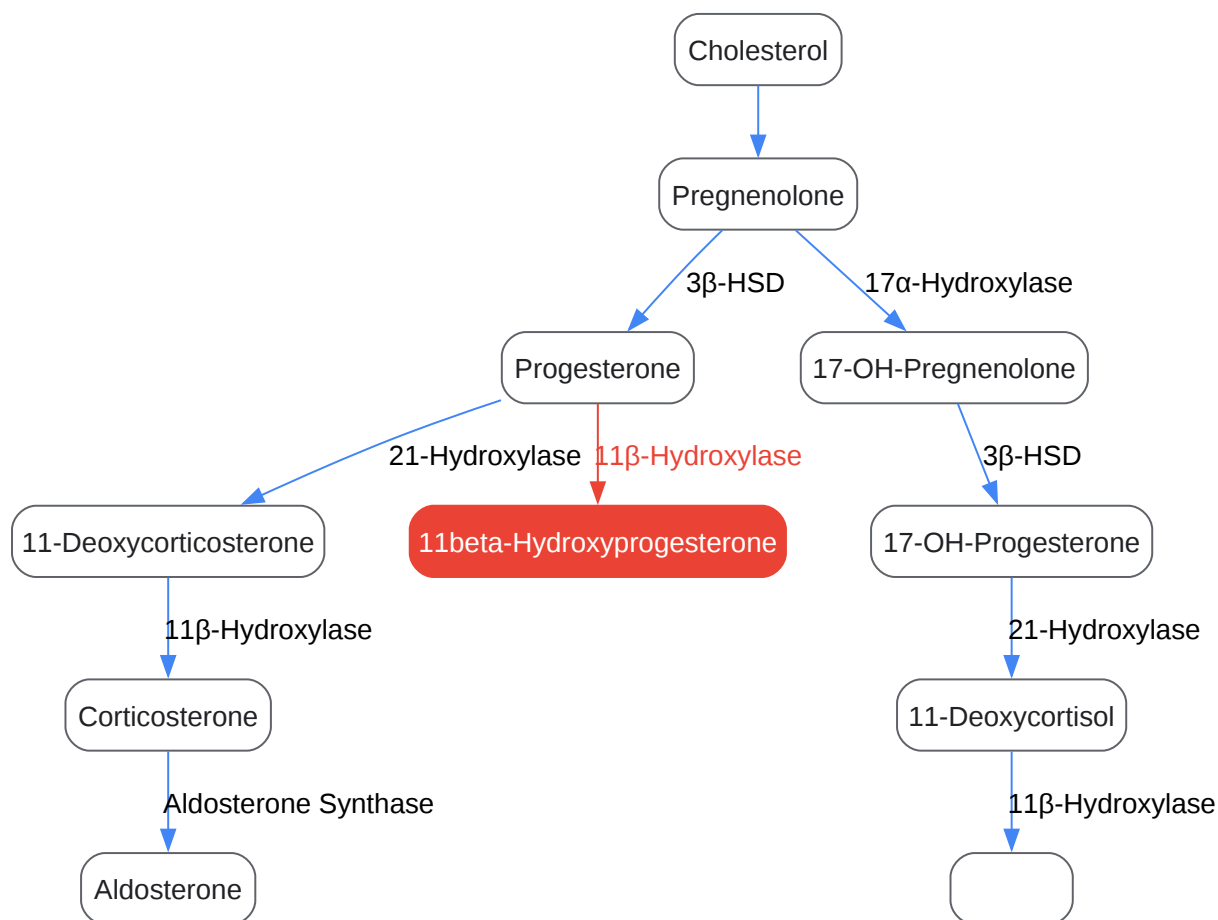 Cholesterol
Pregnenolone
3β-HSD
17α-Hydroxylase
Progesterone
17-OH-Pregnenolone
21-Hydroxylase
11β-Hydroxylase
3β-HSD
11-Deoxycorticosterone
11beta-Hydroxyprogesterone
17-OH-Progesterone
11β-Hydroxylase
21-Hydroxylase
Corticosterone
11-Deoxycortisol
Aldosterone Synthase
11β-Hydroxylase
Aldosterone